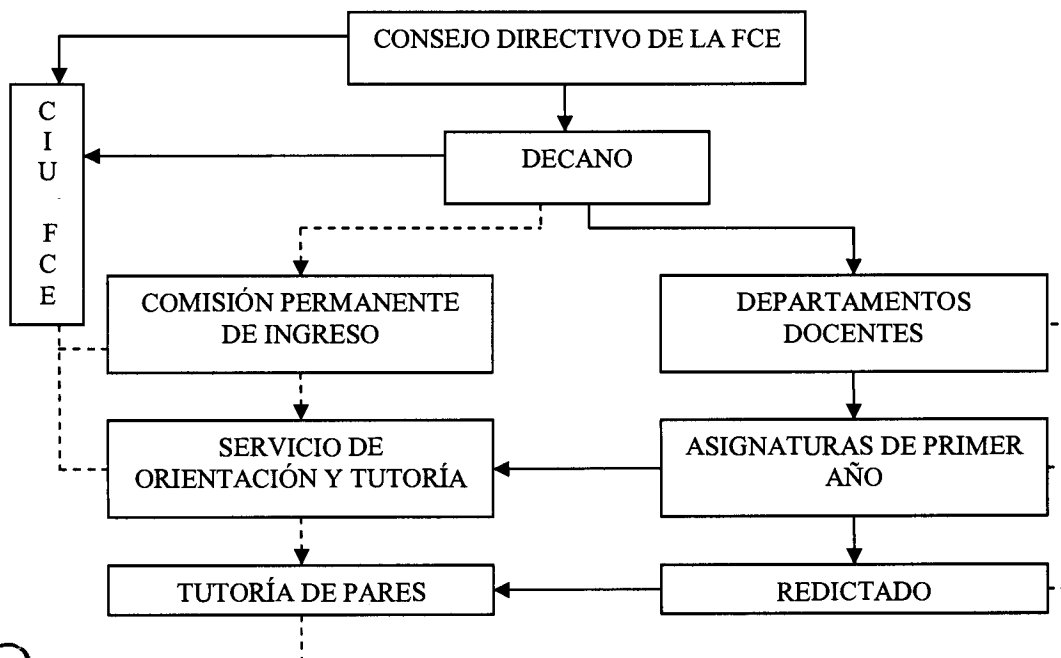 CONSEJO DIRECTIVO DE LA FCE
C
I
U
F
C
E
DECANO
COMISIÓN PERMANENTE
DE INGRESO
DEPARTAMENTOS
DOCENTES
SERVICIO DE
ORIENTACIÓN Y TUTORÍA
ASIGNATURAS DE PRIMER
AÑO
TUTORÍA DE PARES
REDICTADO